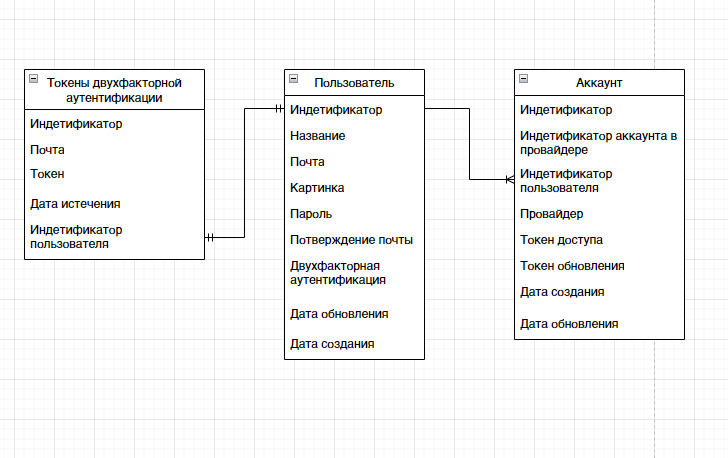 Токены двухфакторной
аутентификации
Индетификатор
Почта
Токен
Дата истечения
Индетификатор
пользователя
Пользователь
Индетификатор
Название
Почта
Картинка
Пароль
Потверждение почты
Двухфакторная
аутентификация
Дата обновления
Дата создания
Аккаунт
Индетификатор
Индетификатор аккаунта в
провайдере
Индетификатор
пользователя
Провайдер
Токен доступа
Токен обновления
Дата создания
Дата обновления